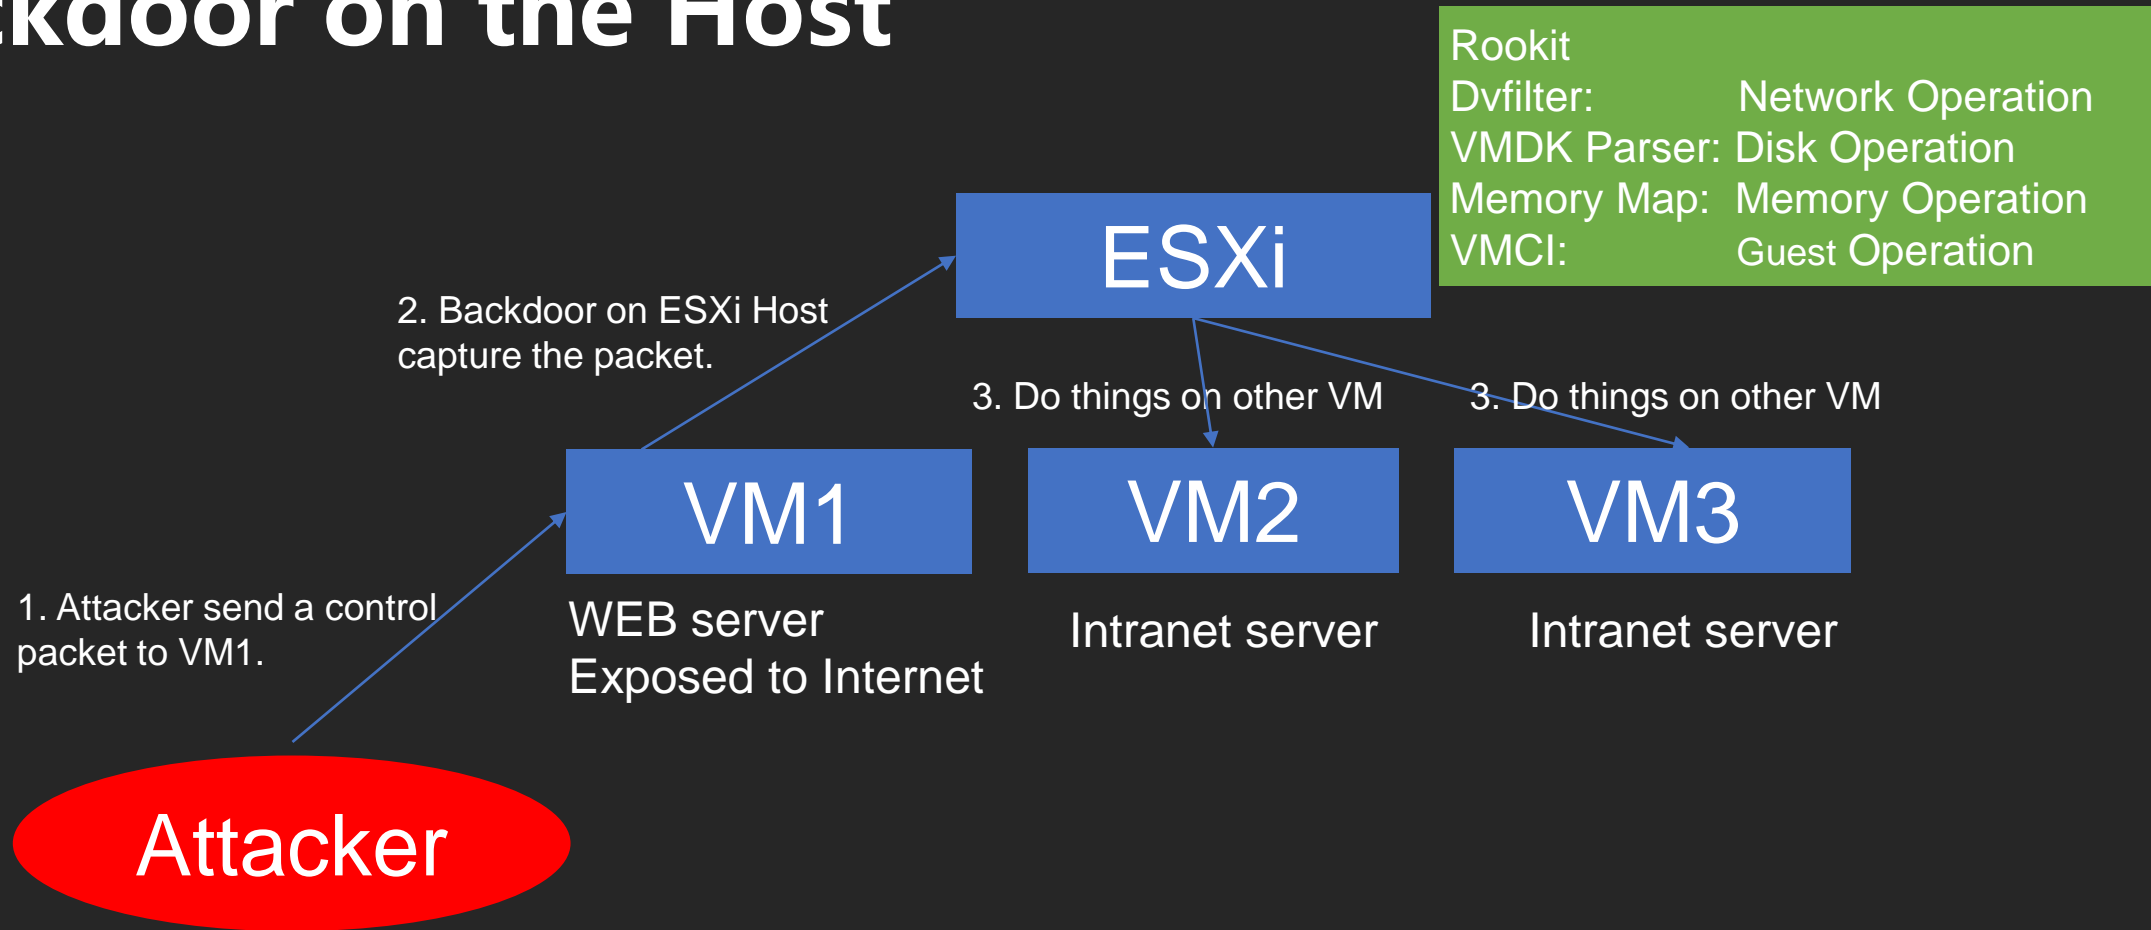 ckdoor on the Host
Rookit
Dvfilter: Network Operation
VMDK Parser: Disk Operation
Memory Map: Memory Operation
VMCI: Guest Operation
ESXi
2. Backdoor on ESXi Host
capture the packet.
3. Do things on other VM
3. Do things on other VM
VM1
VM2
VM3
1. Attacker send a control
packet to VM1.
WEB server
Exposed to Internet
Intranet server
Intranet server
Attacker